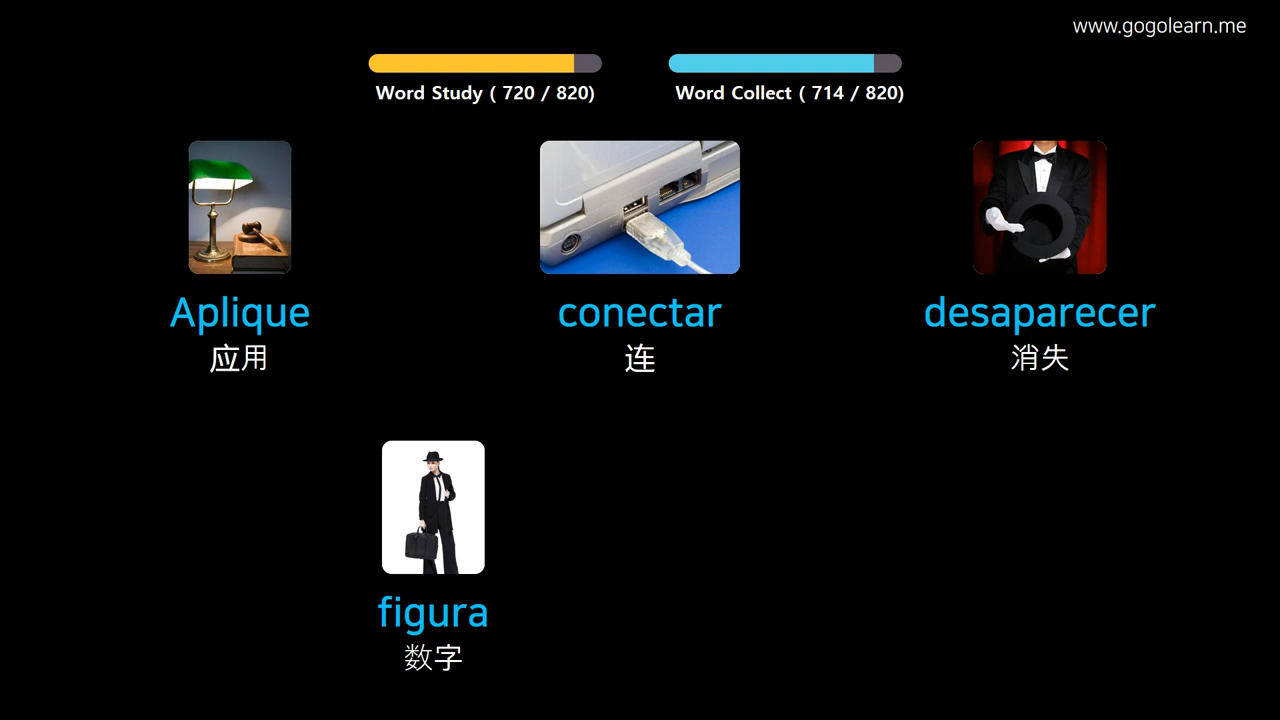 www.gogolearn.me
Word Study ( 720 / 820)
Word Collect ( 714 / 820)
Aplique
应用
conectar
连
desaparecer
消失
figura
数字